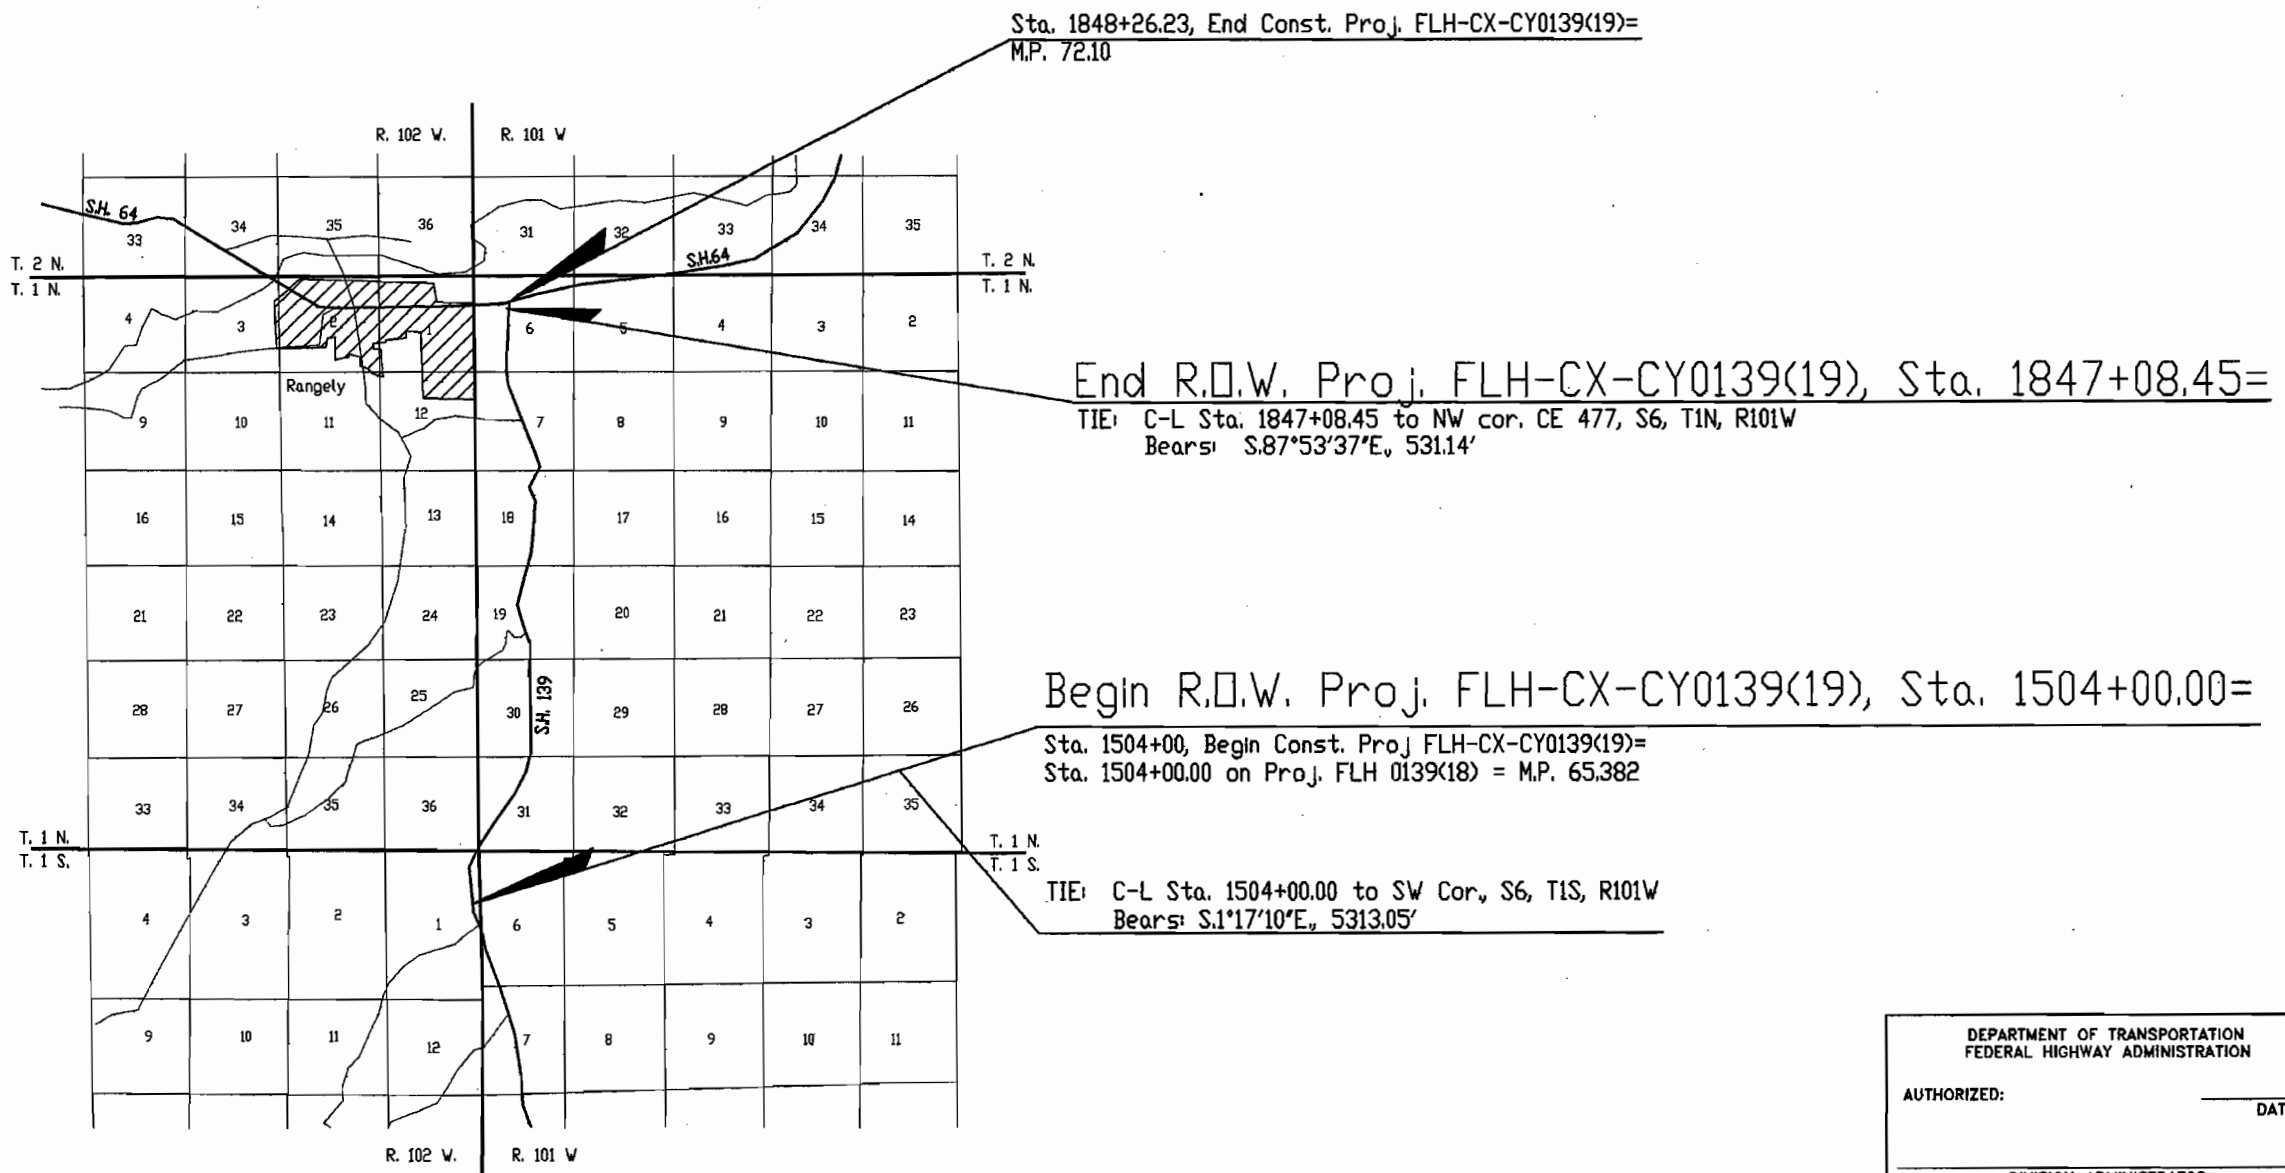 Sta. 1848+26.23, End Const. Proj. FLH-CX-CY0139(19)=
M.P. 72.10
R. 102 W. R. 101 W
S.H. 64
33 34 35 36 31 32 33 34 35
S.H.64
T. 2 N. T. 2 N.
T. 1 N. T. 1 N.
4 3 2 1 6 5 4 3 2
Rangely
End R.O.W. Proj. FLH-CX-CY0139(19), Sta. 1847+08.45=
TIE: C-L Sta. 1847+08.45 to NW cor. CE 477, S6, T1N, R101W
Bears: S.87°53'37"E., 531.14'
9 10 11 12 7 8 9 10 11
16 15 14 13 18 17 16 15 14
21 22 23 24 19 20 21 22 23
28 27 26 25 30 29 28 27 26
S.H. 139
Begin R.O.W. Proj. FLH-CX-CY0139(19), Sta. 1504+00.00=
Sta. 1504+00, Begin Const. Proj FLH-CX-CY0139(19)=
Sta. 1504+00.00 on Proj. FLH 0139(18) = M.P. 65.382
33 34 35 36 31 32 33 34 35
T. 1 N. T. 1 N.
T. 1 S. T. 1 S.
TIE: C-L Sta. 1504+00.00 to SW Cor., S6, T1S, R101W
Bears: S.1°17'10"E., 5313.05'
4 3 2 1 6 5 4 3 2
9 10 11 12 7 8 9 10 11
R. 102 W. R. 101 W
DEPARTMENT OF TRANSPORTATION
FEDERAL HIGHWAY ADMINISTRATION
AUTHORIZED:
DAT